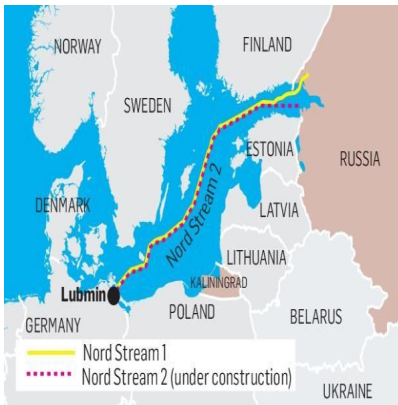 NORWAY
FINLAND
SWEDEN
ESTONIA
RUSSIA
DENMARK
LATVIA
Nord Stream 2
LITHUANIA
KALININGRAD
Lubmin
POLAND
BELARUS
GERMANY
Nord Stream 1
Nord Stream 2 (under construction)
UKRAINE